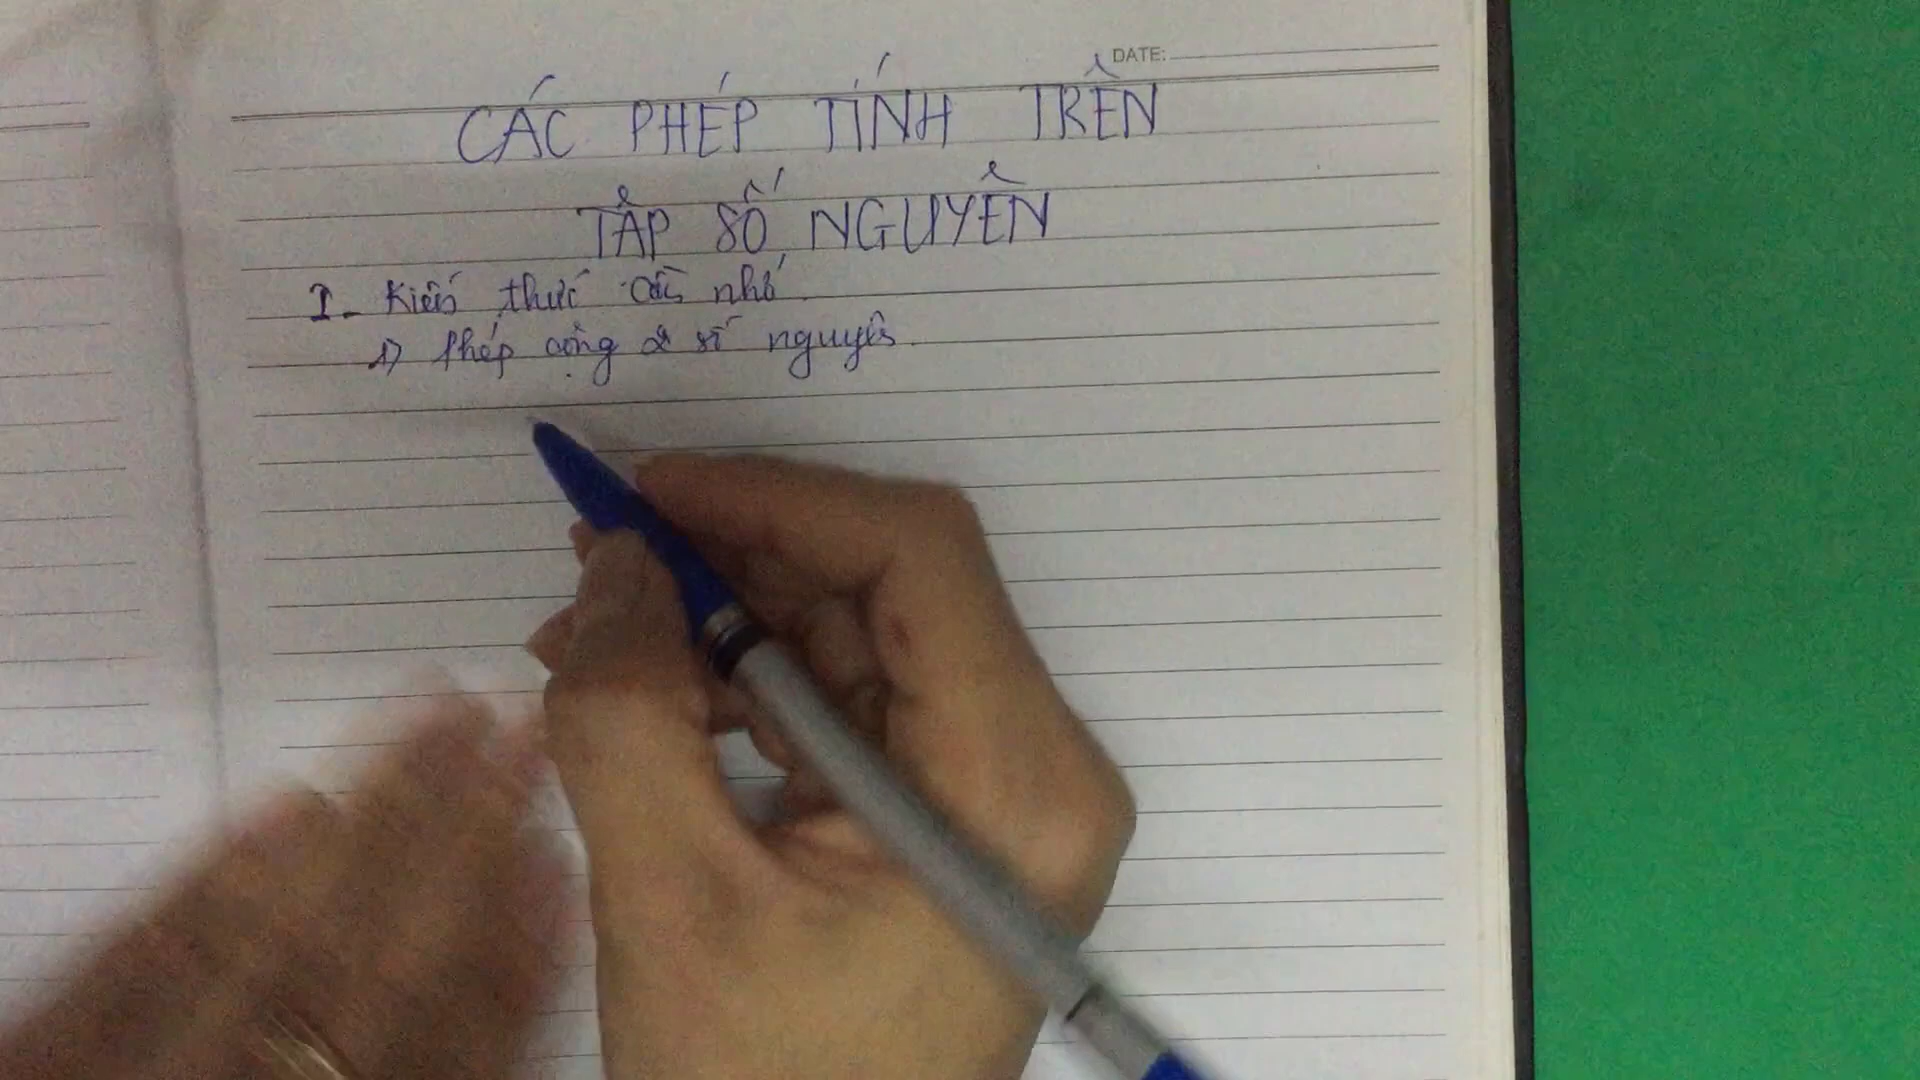 DATE:
CÁC PHÉP TÍNH TRÊN
TẬP SỐ NGUYÊN
I- Kiến thức cần nhớ.
1) Phép cộng 2 số nguyên.